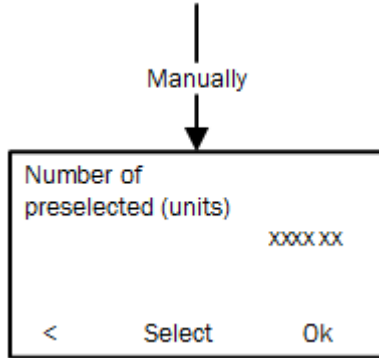 Manually
Number of
preselected (units)
xxxx xx
< Select Ok